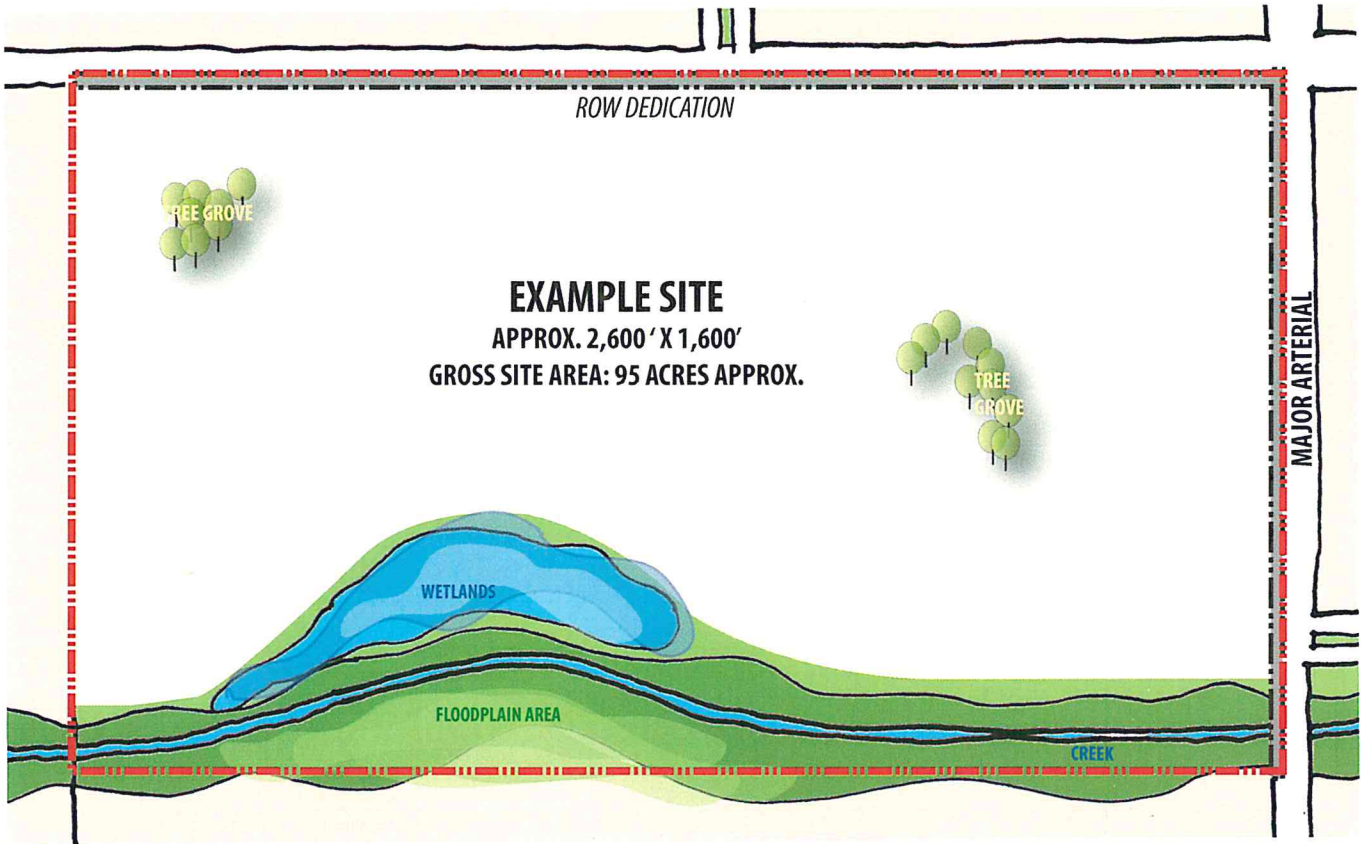 ROW DEDICATION
TREE GROVE
EXAMPLE SITE
APPROX. 2,600 ' X 1,600'
GROSS SITE AREA: 95 ACRES APPROX.
TREE
GROVE
MAJOR ARTERIAL
WETLANDS
FLOODPLAIN AREA
CREEK